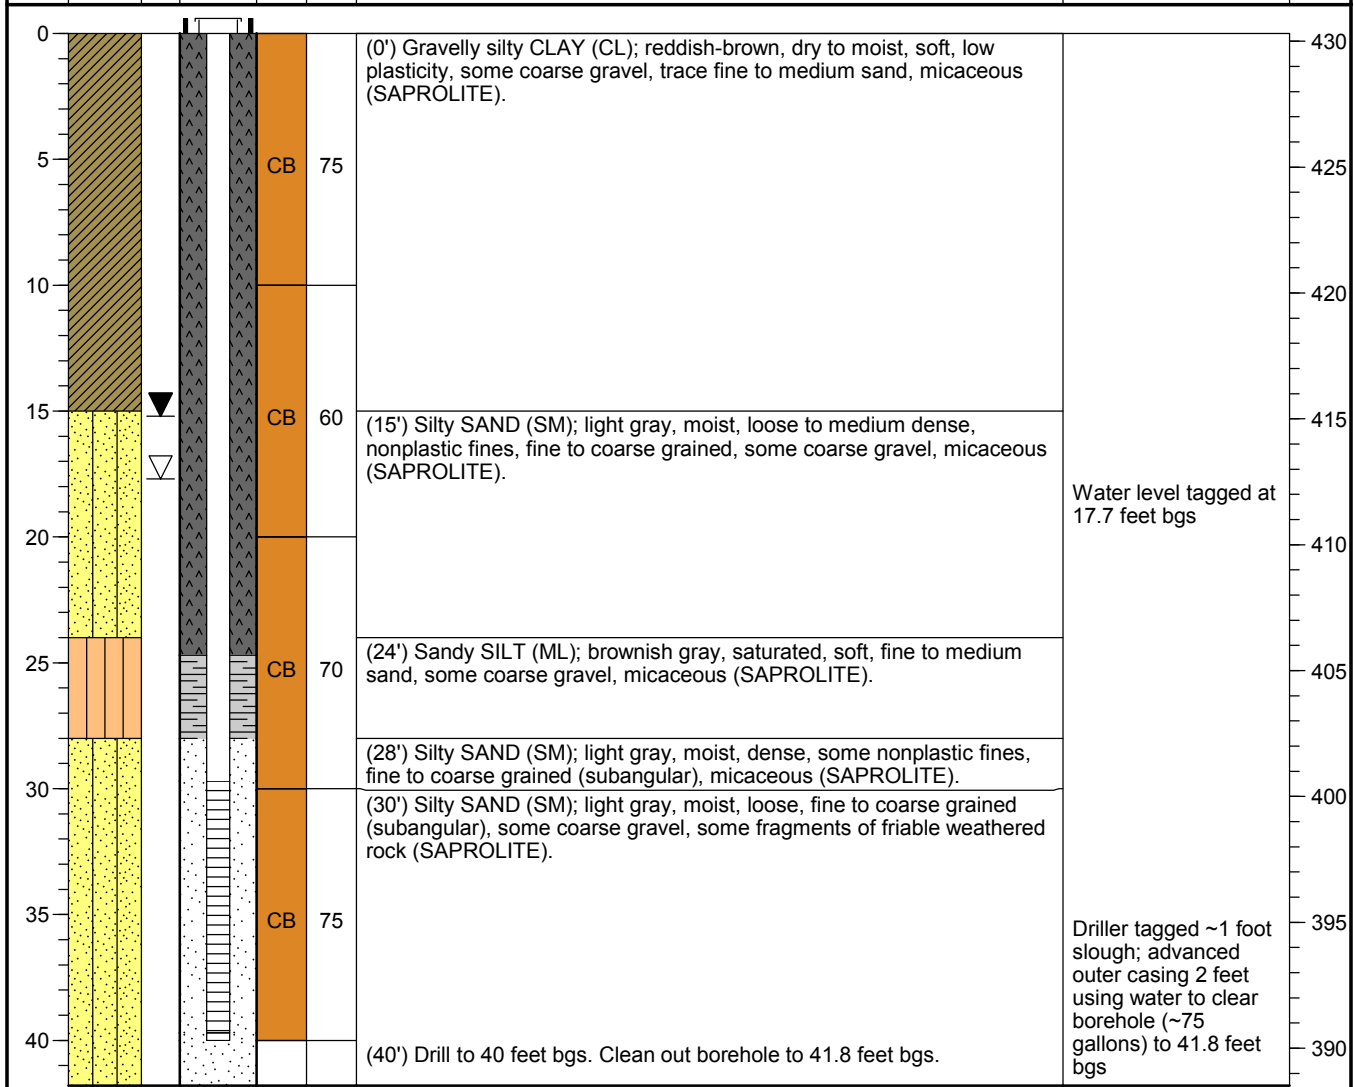 0
5
10
15
20
25
30
35
40
CB
75
CB
60
CB
70
CB
75
(0') Gravelly silty CLAY (CL); reddish-brown, dry to moist, soft, low
plasticity, some coarse gravel, trace fine to medium sand, micaceous
(SAPROLITE).
(15') Silty SAND (SM); light gray, moist, loose to medium dense,
nonplastic fines, fine to coarse grained, some coarse gravel, micaceous
(SAPROLITE).
(24') Sandy SILT (ML); brownish gray, saturated, soft, fine to medium
sand, some coarse gravel, micaceous (SAPROLITE).
(28') Silty SAND (SM); light gray, moist, dense, some nonplastic fines,
fine to coarse grained (subangular), micaceous (SAPROLITE).
(30') Silty SAND (SM); light gray, moist, loose, fine to coarse grained
(subangular), some coarse gravel, some fragments of friable weathered
rock (SAPROLITE).
(40') Drill to 40 feet bgs. Clean out borehole to 41.8 feet bgs.
Water level tagged at
17.7 feet bgs
Driller tagged ~1 foot
slough; advanced
outer casing 2 feet
using water to clear
borehole (~75
gallons) to 41.8 feet
bgs
430
425
420
415
410
405
400
395
390